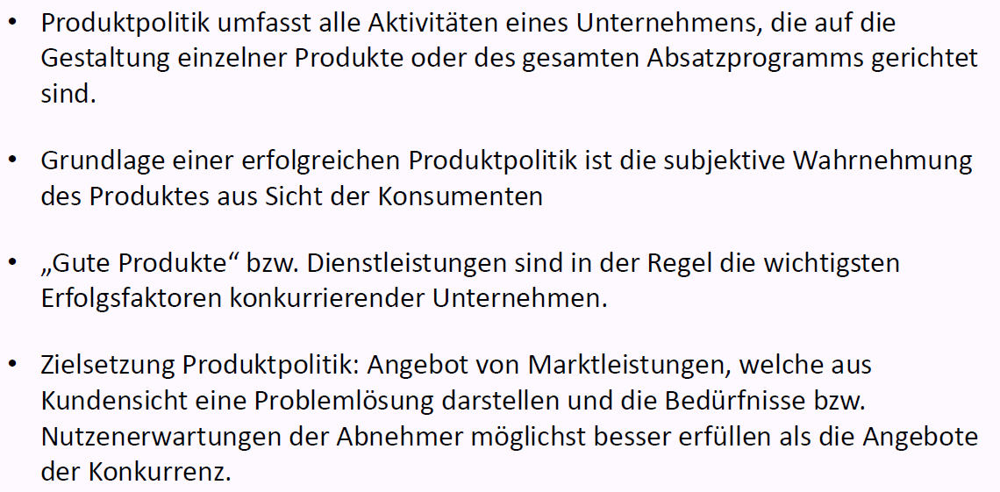 • Produktpolitik umfasst alle Aktivitäten eines Unternehmens, die auf die
Gestaltung einzelner Produkte oder des gesamten Absatzprogramms gerichtet
sind.
• Grundlage einer erfolgreichen Produktpolitik ist die subjektive Wahrnehmung
des Produktes aus Sicht der Konsumenten
• „Gute Produkte“ bzw. Dienstleistungen sind in der Regel die wichtigsten
Erfolgsfaktoren konkurrierender Unternehmen.
• Zielsetzung Produktpolitik: Angebot von Marktleistungen, welche aus
Kundensicht eine Problemlösung darstellen und die Bedürfnisse bzw.
Nutzenerwartungen der Abnehmer möglichst besser erfüllen als die Angebote
der Konkurrenz.